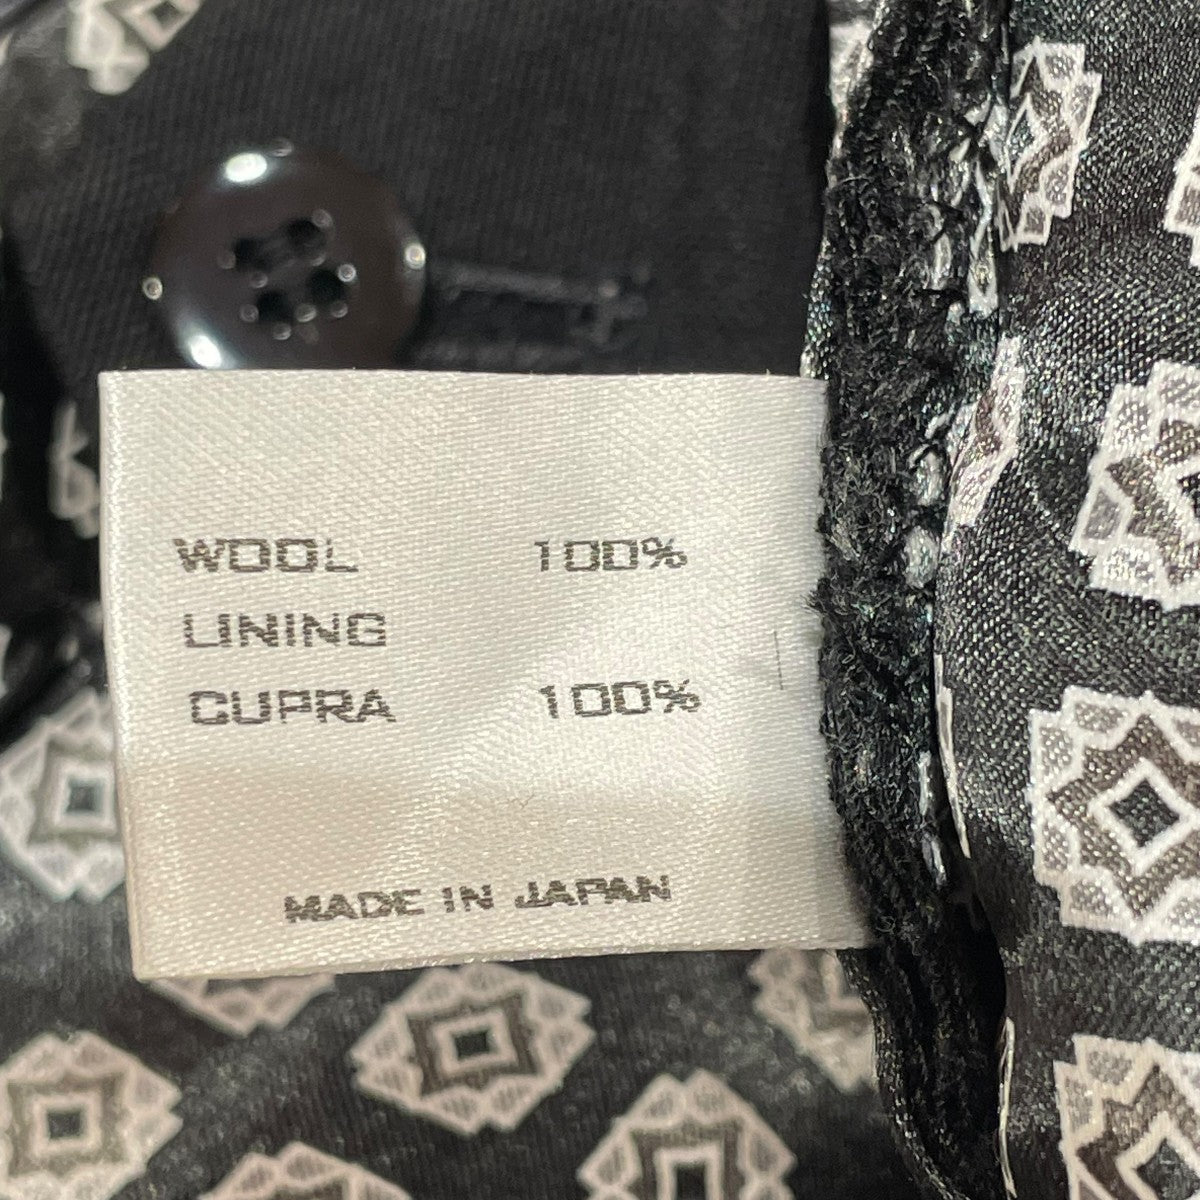 WOOL 100%
LINING
CUPRA 100%
MADE IN JAPAN